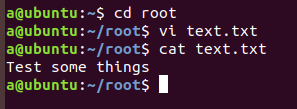 a@ubuntu:~$ cd root
a@ubuntu:~/root$ vi text.txt
a@ubuntu:~/root$ cat text.txt
Test some things
a@ubuntu:~/root$